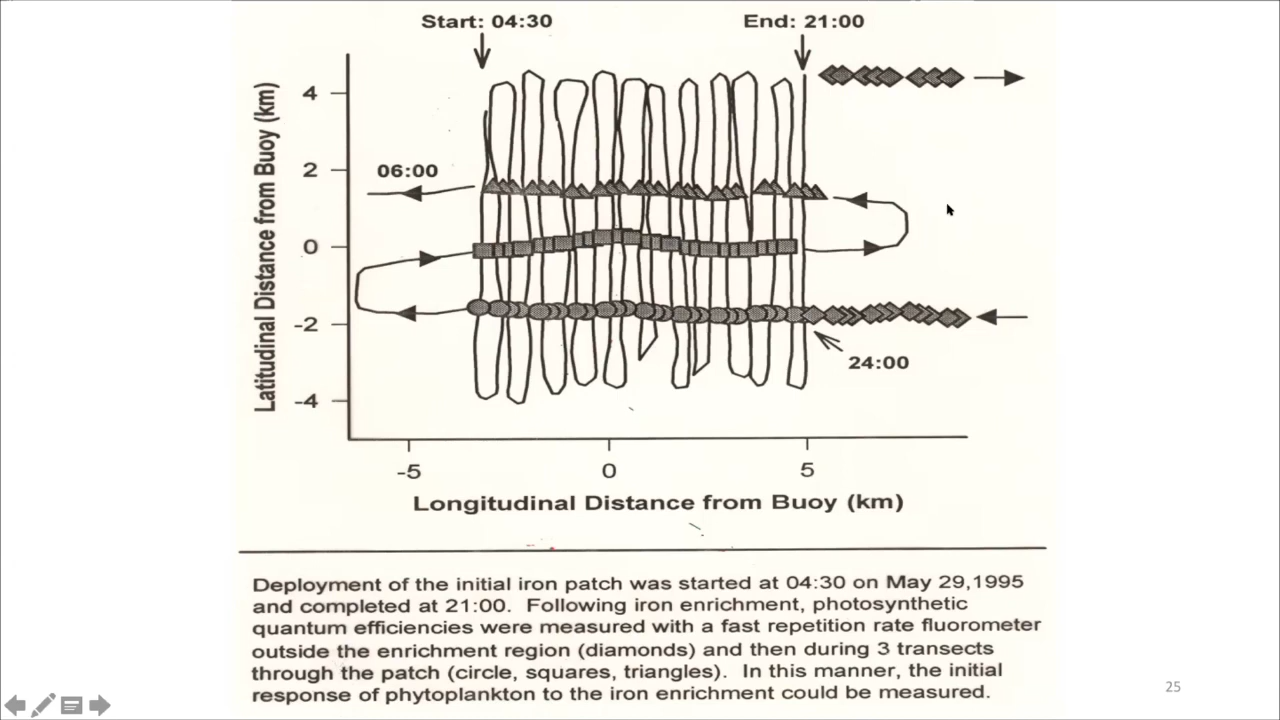 Start: 04:30
End: 21:00
Latitudinal Distance from Buoy (km)
4
2
0
-2
-4
06:00
24:00
-5
0
5
Longitudinal Distance from Buoy (km)
Deployment of the initial iron patch was started at 04:30 on May 29,1995
and completed at 21:00. Following iron enrichment, photosynthetic
quantum efficiencies were measured with a fast repetition rate fluorometer
outside the enrichment region (diamonds) and then during 3 transects
through the patch (circle, squares, triangles). In this manner, the initial
response of phytoplankton to the iron enrichment could be measured.
25